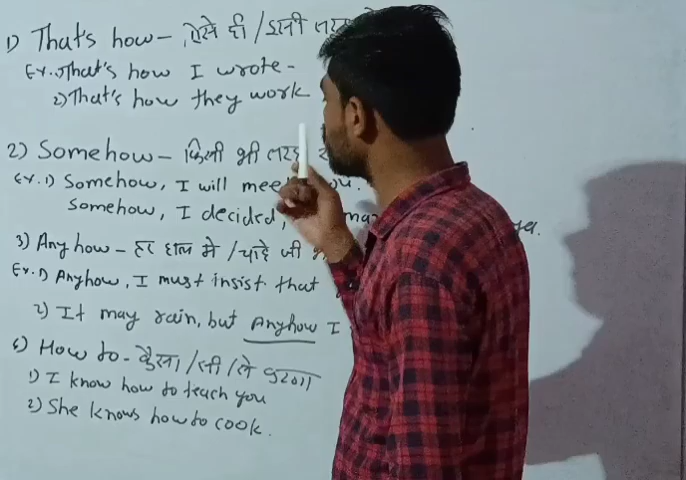 1) That's how - ऐसे ही / इसी तरह
Ex. 1) That's how I wrote -
2) That's how they work
2) Somehow - किसी भी तरह
Ex. 1) Somehow, I will meet you.
Somehow, I decided,
3) Anyhow - हर हाल मे / चाहे जो
Ex. 1) Anyhow, I must insist that
2) It may rain, but Anyhow I
How to - कैसा / सी / से
1) I know how to teach you
2) She knows how to cook.